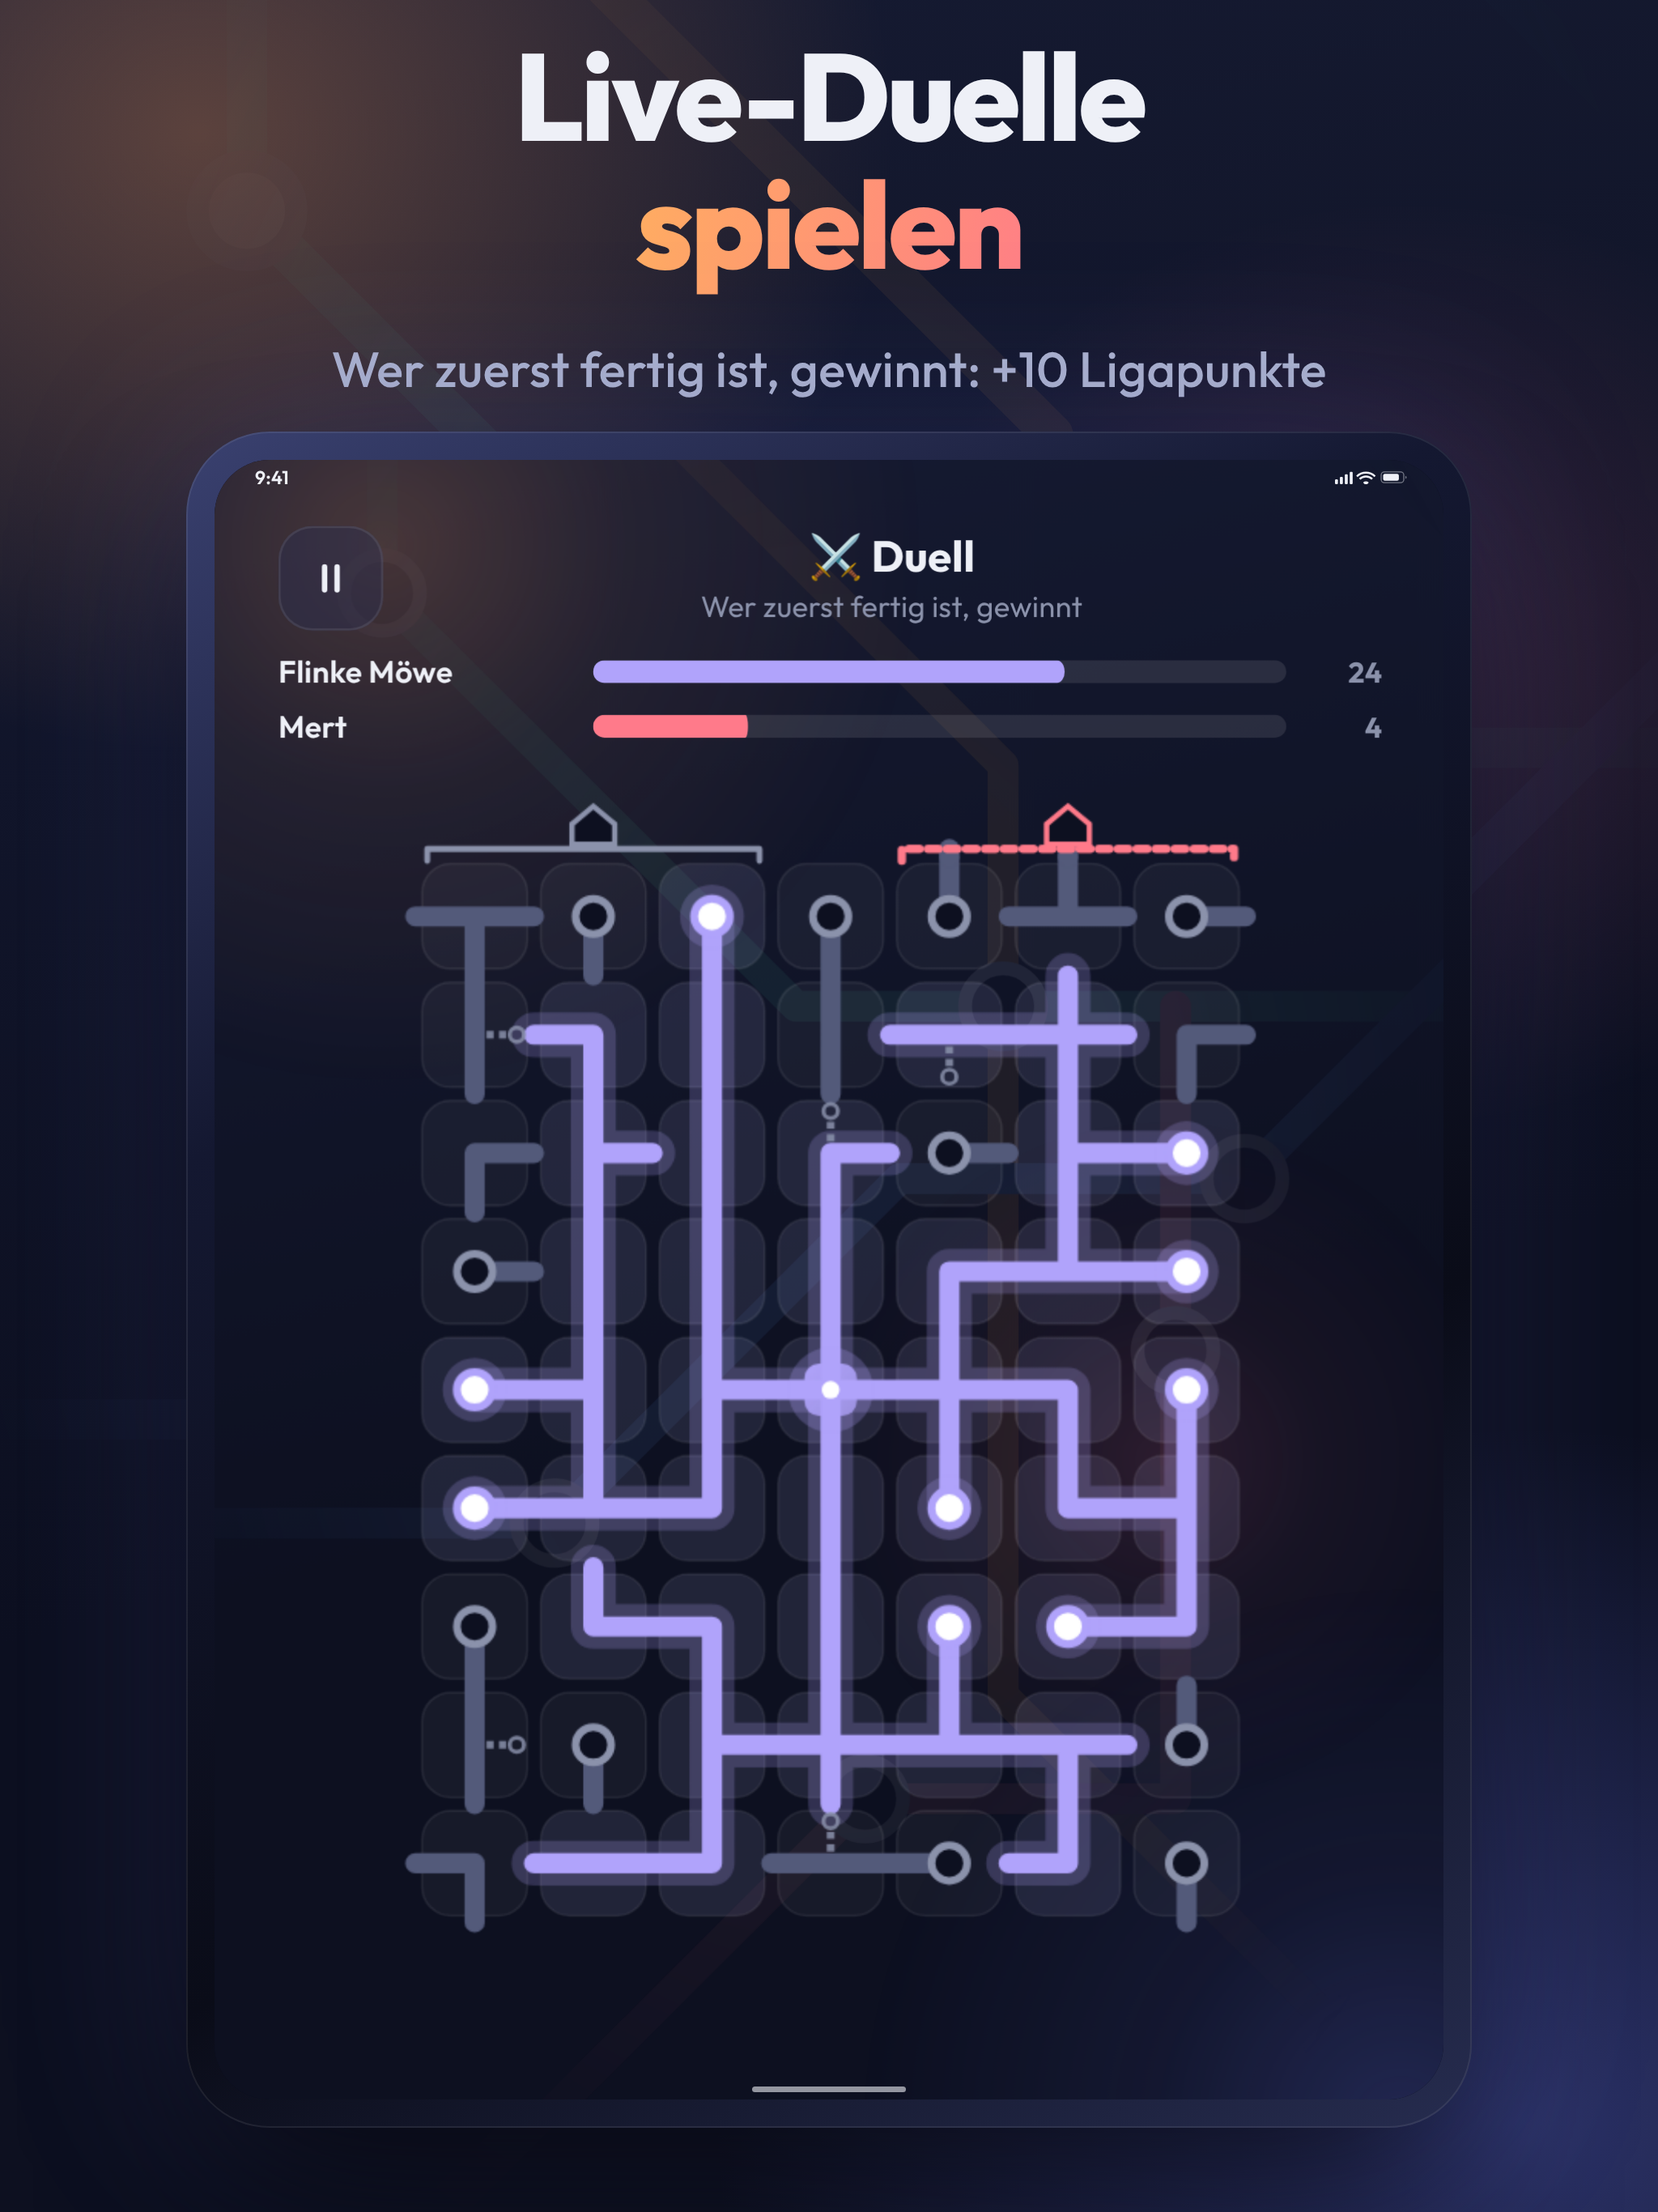 Live-Duelle
spielen
Wer zuerst fertig ist, gewinnt: +10 Ligapunkte
9:41
⚔️ Duell
Wer zuerst fertig ist, gewinnt
Flinke Möwe 24
Mert 4